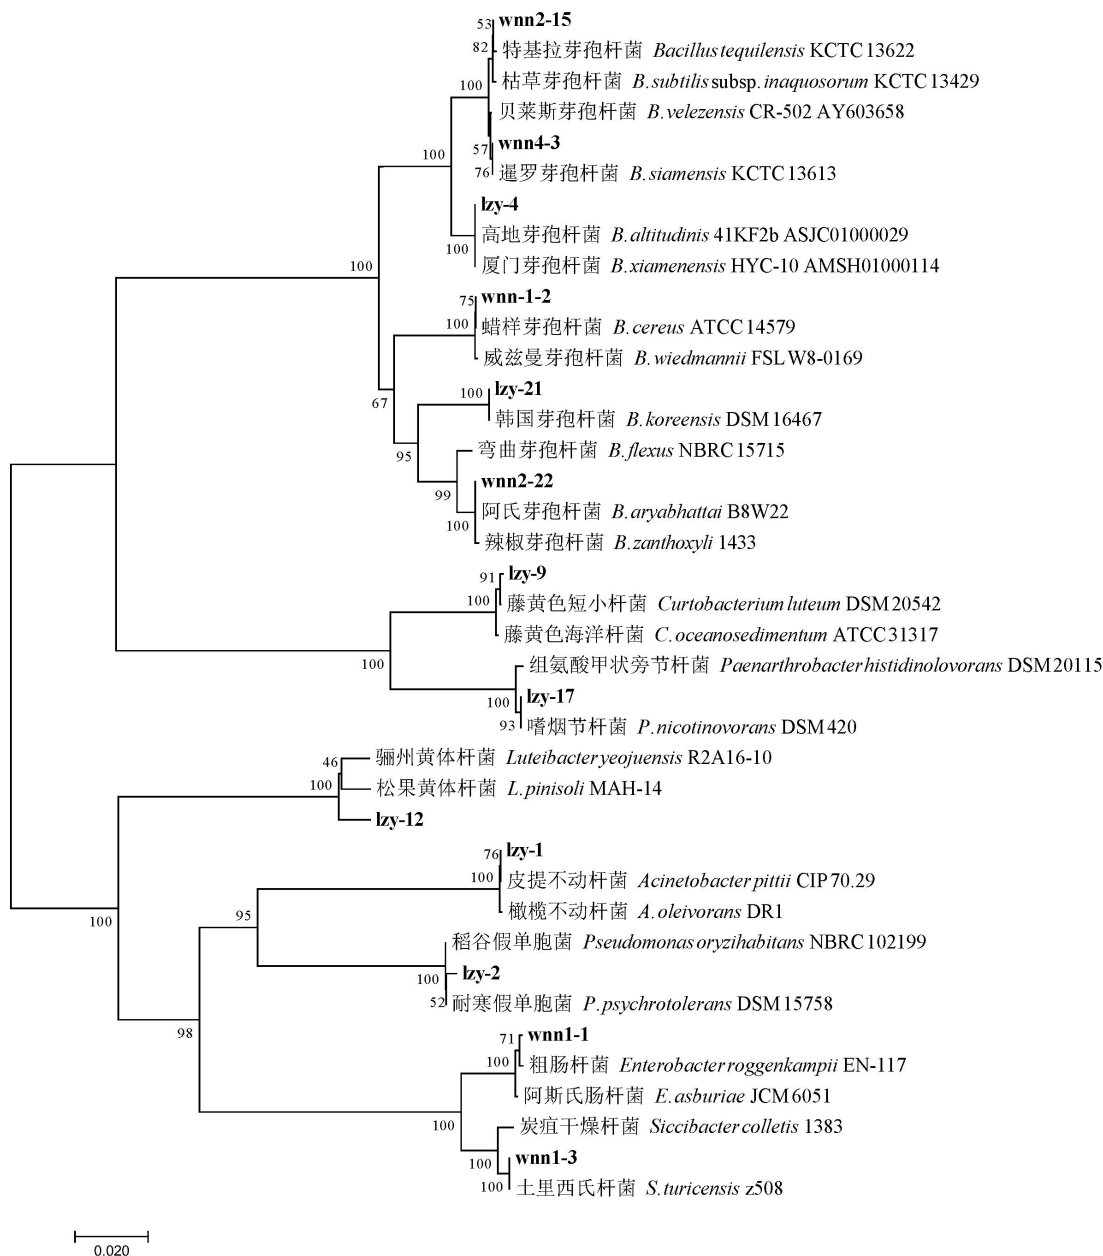 53 wnn2-15
82 特基拉芽孢杆菌 Bacillus tequilensis KCTC 13622
枯草芽孢杆菌 B. subtilis subsp. inaquosorum KCTC 13429
100
贝莱斯芽孢杆菌 B. velezensis CR-502 AY603658
57 wnn4-3
100
76 暹罗芽孢杆菌 B. siamensis KCTC 13613
lzy-4
高地芽孢杆菌 B. altitudinis 41KF2b ASJC01000029
100
厦门芽孢杆菌 B. xiamenensis HYC-10 AMSH01000114
100
75 wnn-1-2
100 蜡样芽孢杆菌 B. cereus ATCC 14579
威兹曼芽孢杆菌 B. wiedmannii FSL W8-0169
100 lzy-21
67
韩国芽孢杆菌 B. koreensis DSM 16467
弯曲芽孢杆菌 B. flexus NBRC 15715
95
wnn2-22
99
阿氏芽孢杆菌 B. aryabhattai B8W22
100
辣椒芽孢杆菌 B. zanthoxyli 1433
91 lzy-9
100 藤黄色短小杆菌 Curtobacterium luteum DSM 20542
藤黄色海洋杆菌 C. oceanosedimentum ATCC 31317
100
组氨酸甲状旁节杆菌 Paenarthrobacter histidinolovorans DSM 20115
100 lzy-17
93 嗜烟节杆菌 P. nicotinovorans DSM 420
46 骊州黄体杆菌 Luteibacter yeojuensis R2A16-10
100 松果黄体杆菌 L. pinisoli MAH-14
lzy-12
76 lzy-1
100 皮提不动杆菌 Acinetobacter pittii CIP 70.29
橄榄不动杆菌 A. oleivorans DR1
95
100
稻谷假单胞菌 Pseudomonas oryzihabitans NBRC 102199
100 lzy-2
52 耐寒假单胞菌 P. psychrotolerans DSM 15758
98
71 wnn1-1
100 粗肠杆菌 Enterobacter roggenkampii EN-117
阿斯氏肠杆菌 E. asburiae JCM 6051
100
炭疽干燥杆菌 Siccibacter colletis 1383
100 wnn1-3
100 土里西氏杆菌 S. turicensis z508
0.020